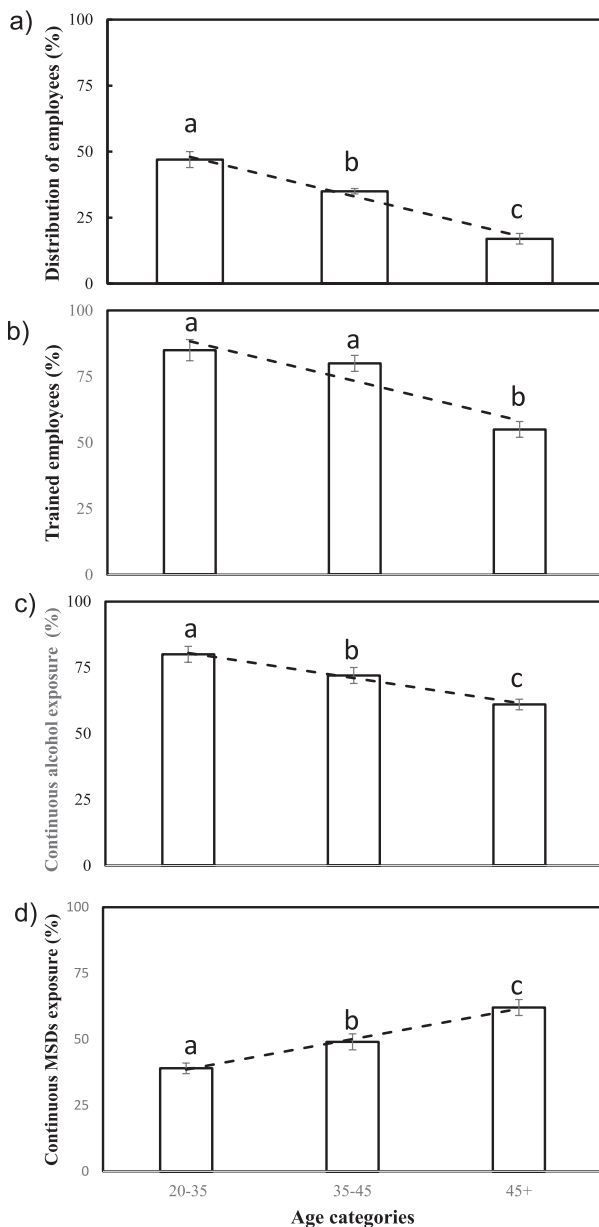 a)
Distribution of employees (%)
100
75
50
25
0
a
b
c
b)
Trained employees (%)
100
75
50
25
0
a
a
b
c)
Continuous alcohol exposure (%)
100
75
50
25
0
a
b
c
d)
Continuous MSDs exposure (%)
100
75
50
25
0
a
b
c
20-35 35-45 45+
Age categories